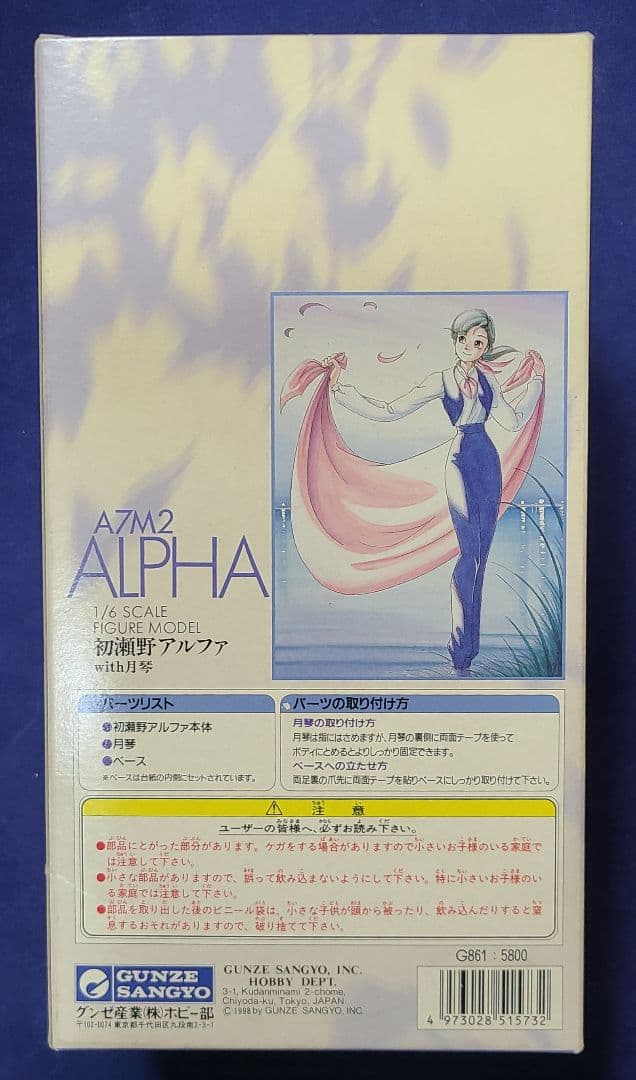 A7M2
ALPHA
1/6 SCALE
FIGURE MODEL
初瀬野アルファ
with月琴
パーツリスト
●初瀬野アルファ本体
●月琴
●ベース
※ベースは台紙の内側にセットされています。
パーツの取り付け方
月琴の取り付け方
月琴は指にはさめますが、月琴の裏側に両面テープを使って
ボディにとめるとよりしっかり固定できます。
ベースへの立たせ方
両足裏の爪先に両面テープを貼りベースにしっかり取り付けて下さい。
⚠ 注意
ユーザーの皆様へ、必ずお読み下さい。
●部品にとがった部分があります。ケガをする場合がありますので小さいお子様のいる家庭で
は注意して下さい。
●小さな部品がありますので、誤って飲み込まないようにして下さい。特に小さいお子様のい
る家庭では注意して下さい。
●部品を取り出した後のビニール袋は、小さな子供が頭から被ったり、飲み込んだりすると窒
息するおそれがありますので、破り捨てて下さい。
G861:5800
GUNZE
SANGYO
グンゼ産業(株)ホビー部
〒102-0074 東京都千代田区九段南2-3-1
GUNZE SANGYO, INC.
HOBBY DEPT.
3-1, Kudanminami 2-chome,
Chiyoda-ku, Tokyo, JAPAN
©1998 by GUNZE SANGYO, INC.
4 973028 515732